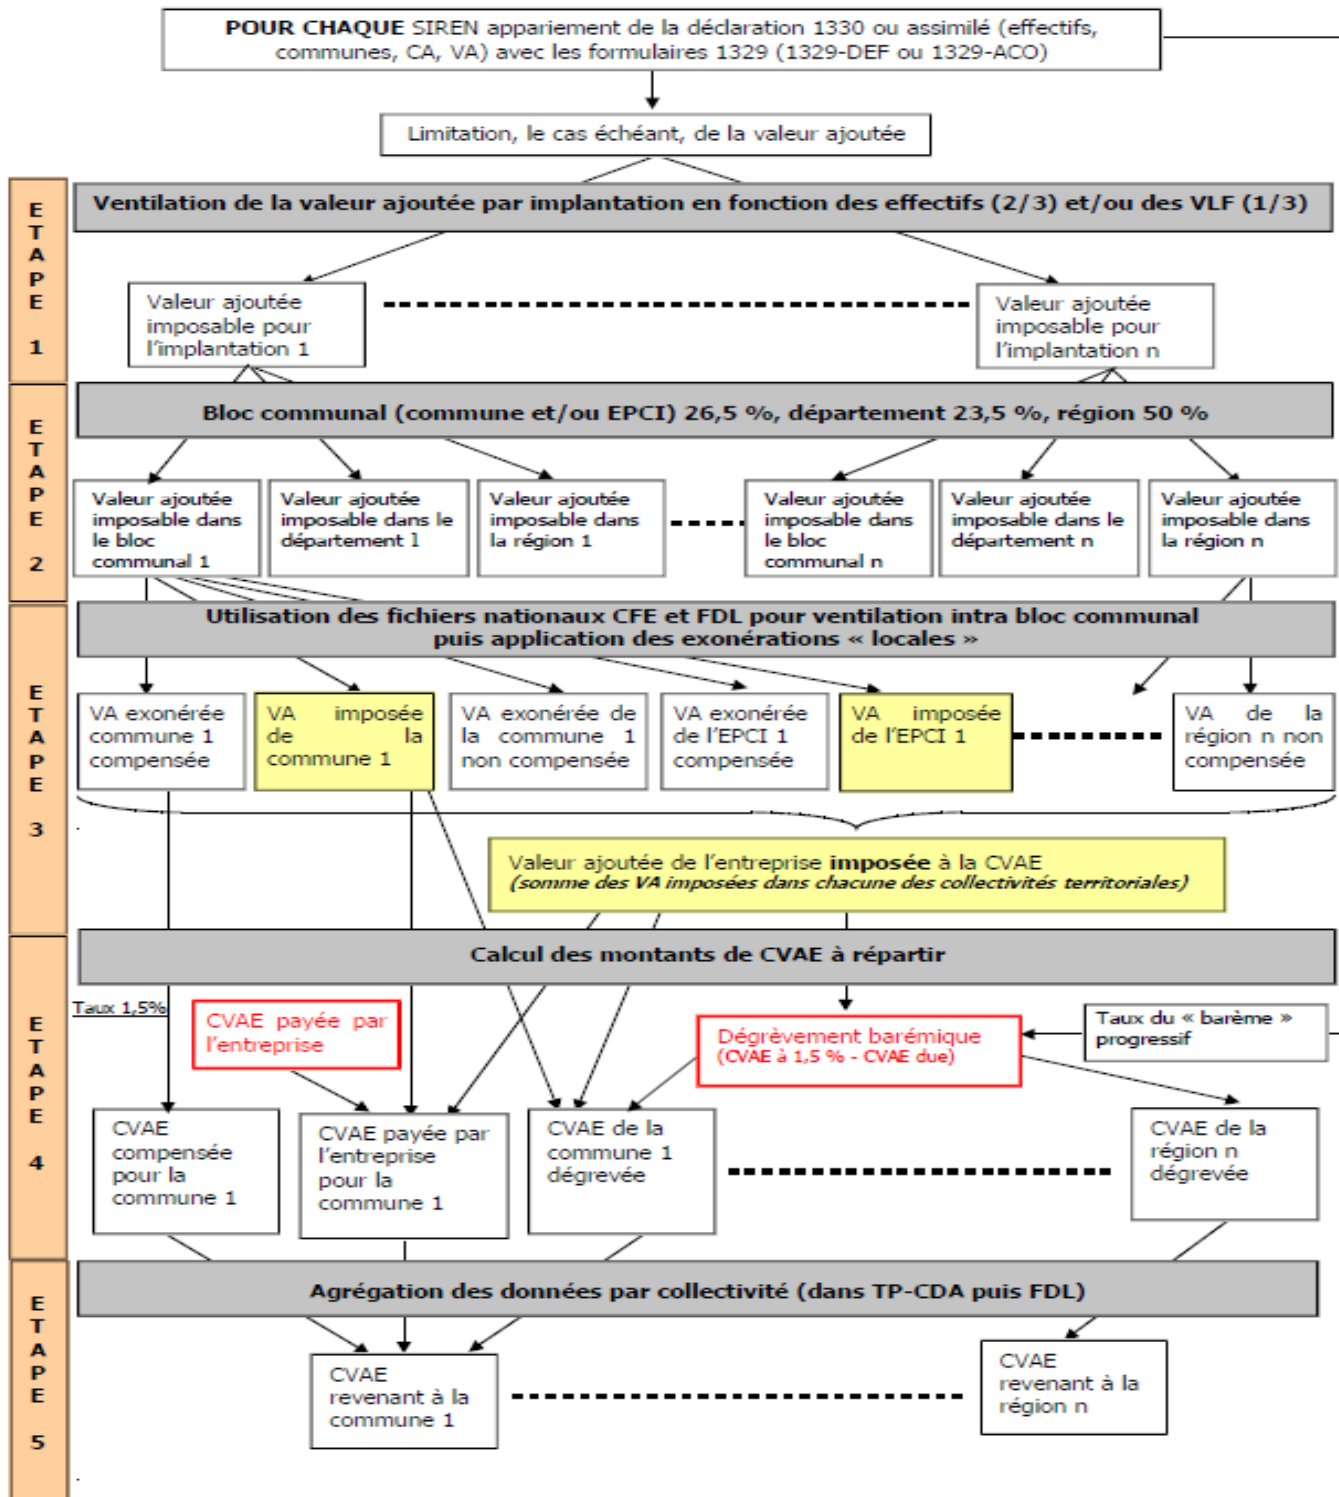 POUR CHAQUE SIREN appariement de la déclaration 1330 ou assimilé (effectifs,
communes, CA, VA) avec les formulaires 1329 (1329-DEF ou 1329-ACO)
Limitation, le cas échéant, de la valeur ajoutée
ETAPE 1
Ventilation de la valeur ajoutée par implantation en fonction des effectifs (2/3) et/ou des VLF (1/3)
Valeur ajoutée
imposable pour
l'implantation 1
Valeur ajoutée
imposable pour
l'implantation n
ETAPE 2
Bloc communal (commune et/ou EPCI) 26,5 %, département 23,5 %, région 50 %
Valeur ajoutée
imposable dans
le bloc
communal 1
Valeur ajoutée
imposable dans le
département 1
Valeur ajoutée
imposable dans
la région 1
Valeur ajoutée
imposable dans
le bloc
communal n
Valeur ajoutée
imposable dans le
département n
Valeur ajoutée
imposable dans
la région n
ETAPE 3
Utilisation des fichiers nationaux CFE et FDL pour ventilation intra bloc communal
puis application des exonérations « locales »
VA exonérée
commune 1
compensée
VA imposée
de la
commune 1
VA exonérée de
la commune 1
non compensée
VA exonérée
de l'EPCI 1
compensée
VA imposée
de l'EPCI 1
VA de la
région n non
compensée
Valeur ajoutée de l'entreprise imposée à la CVAE
(somme des VA imposées dans chacune des collectivités territoriales)
ETAPE 4
Calcul des montants de CVAE à répartir
Taux 1,5%
CVAE payée par
l'entreprise
Dégrèvement barémique
(CVAE à 1,5 % - CVAE due)
Taux du « barème »
progressif
CVAE
compensée
pour la
commune 1
CVAE payée par
l'entreprise
pour la
commune 1
CVAE de la
commune 1
dégrevée
CVAE de la
région n
dégrevée
ETAPE 5
Agrégation des données par collectivité (dans TP-CDA puis FDL)
CVAE
revenant à la
commune 1
CVAE
revenant à la
région n